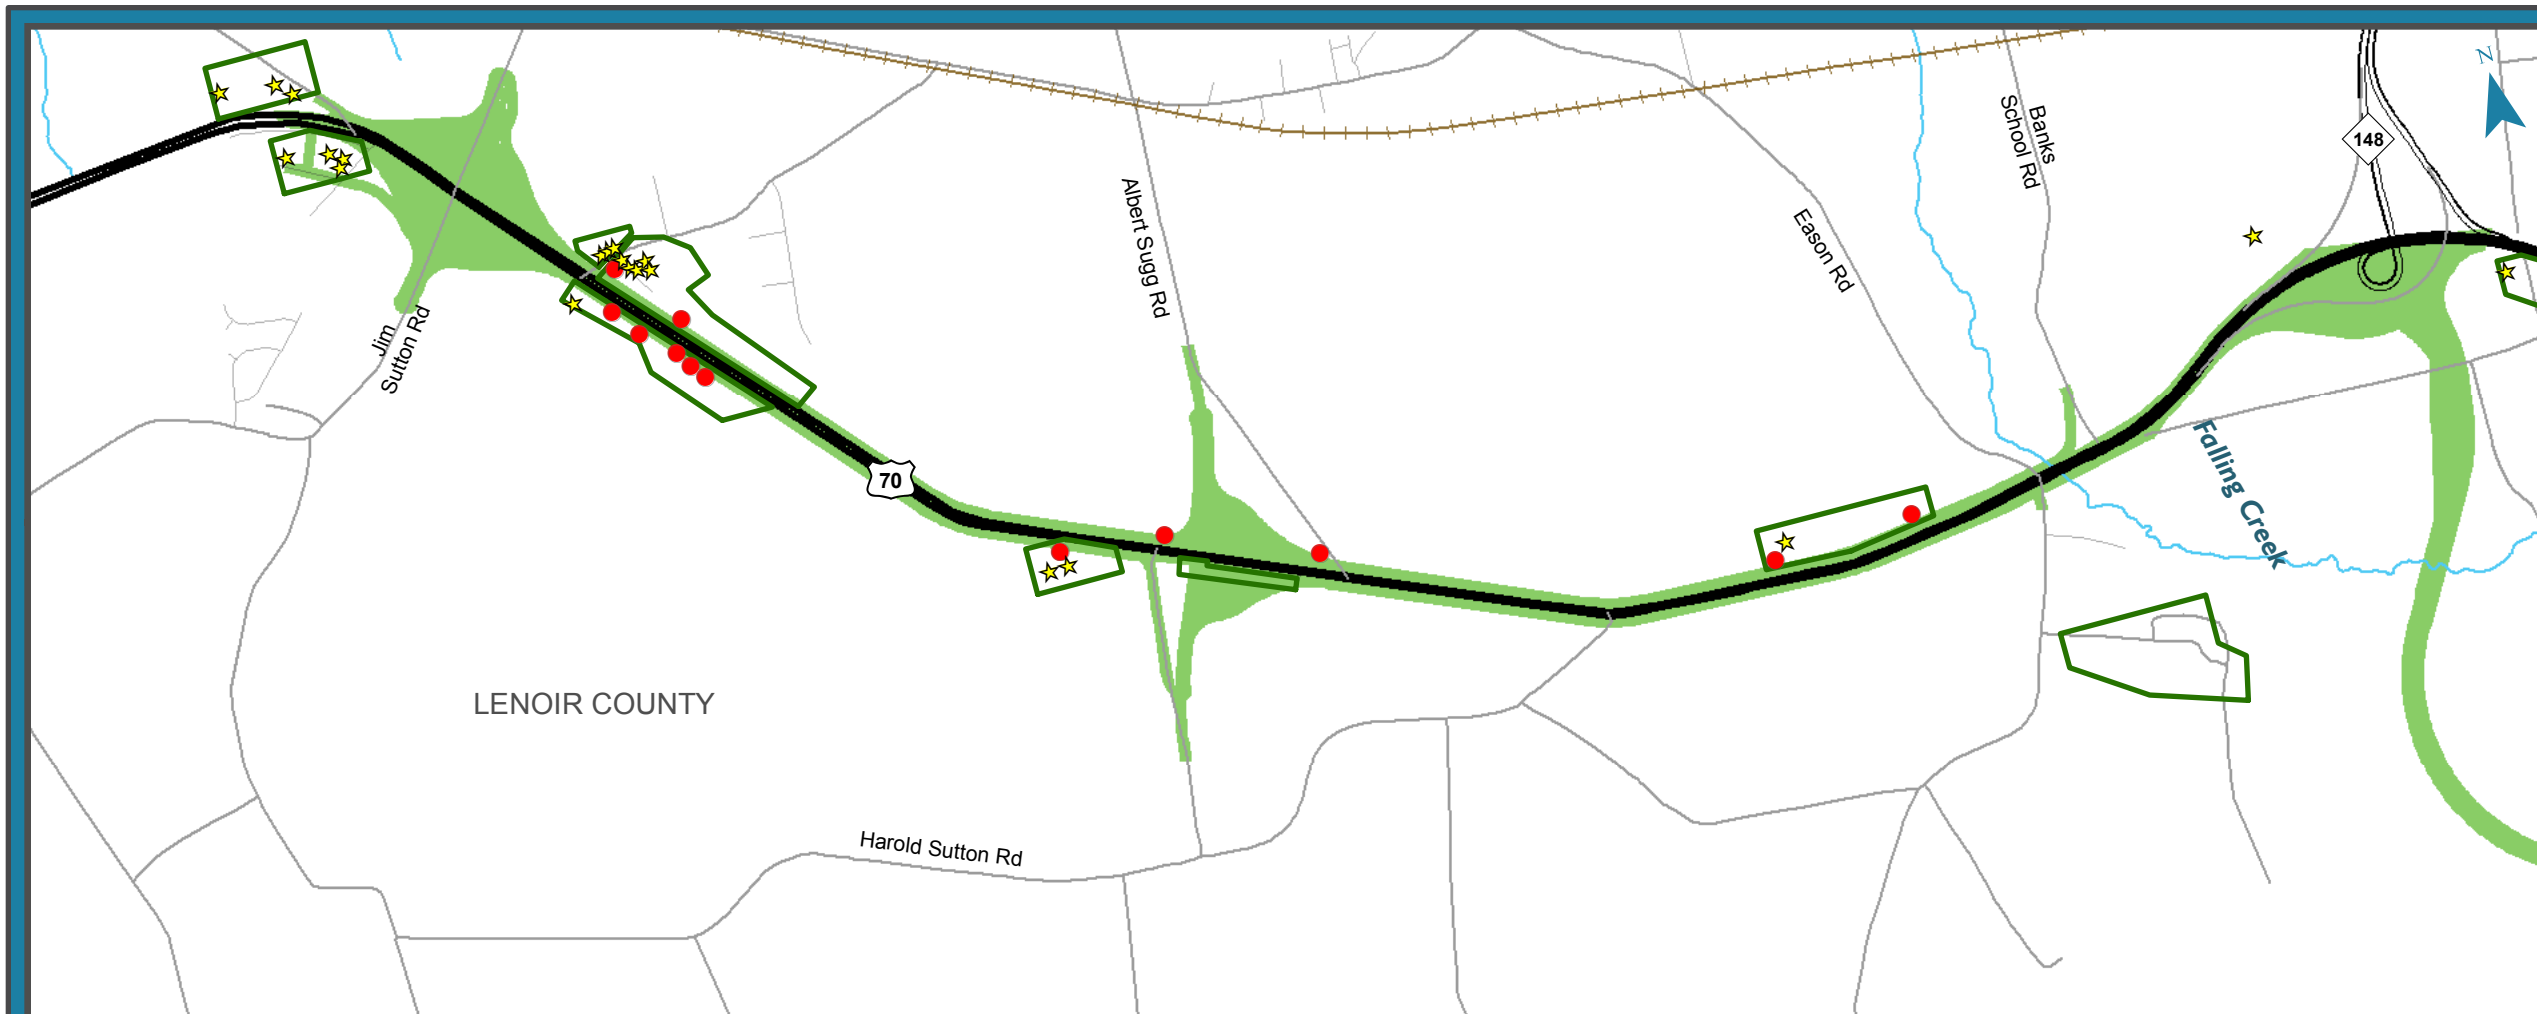 N
Banks
School Rd
148
Albert Sugg Rd
Eason Rd
Jim
Sutton Rd
Falling Creek
70
LENOIR COUNTY
Harold Sutton Rd